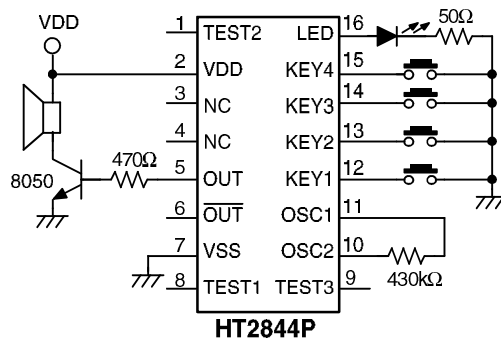 VDD
8050
470Ω
1 TEST2
2 VDD
3 NC
4 NC
5 OUT
6 O̅U̅T̅
7 VSS
8 TEST1
LED 16
KEY4 15
KEY3 14
KEY2 13
KEY1 12
OSC1 11
OSC2 10
TEST3 9
50Ω
430kΩ
HT2844P